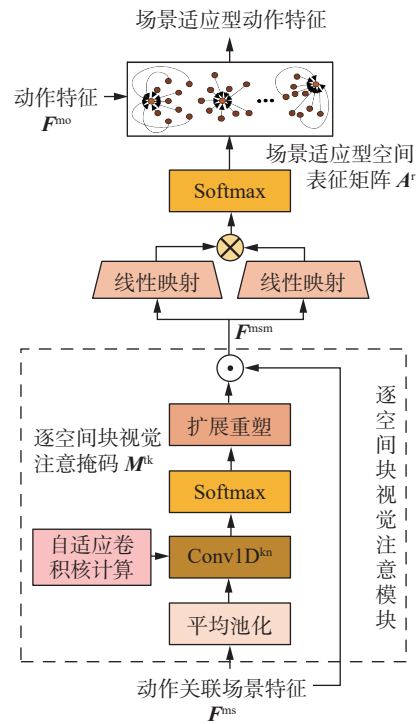 场景适应型动作特征
动作特征
F^mo
场景适应型空间
表征矩阵 A^r
Softmax
线性映射
线性映射
F^msm
扩展重塑
逐空间块视觉
注意掩码 M^tk
Softmax
自适应卷
积核计算
Conv1D^kn
平均池化
逐空间块视觉注意模块
动作关联场景特征
F^ms